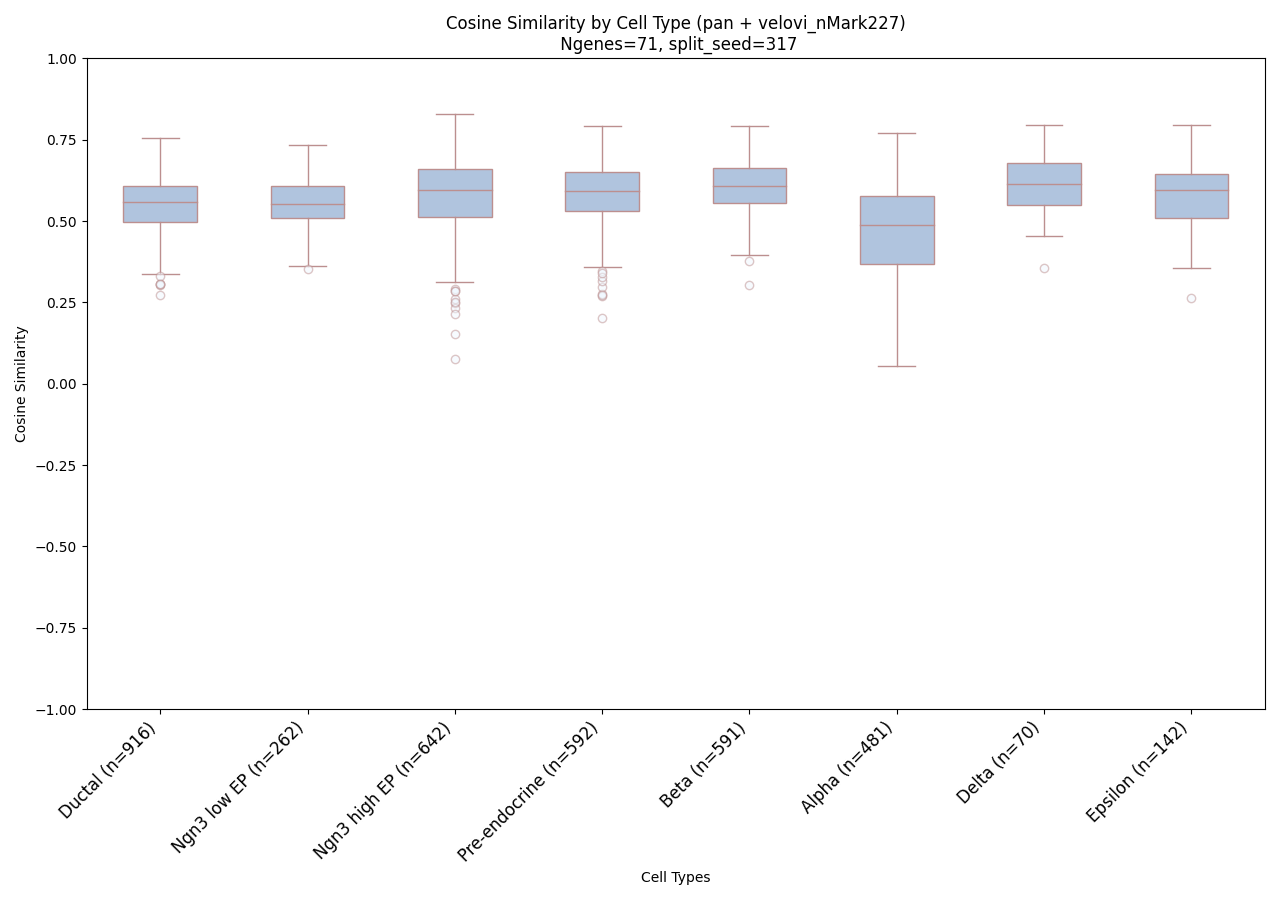 Cosine Similarity by Cell Type (pan + velovi_nMark227)
Ngenes=71, split_seed=317
1.00
0.75
0.50
0.25
0.00
−0.25
−0.50
−0.75
−1.00
Cosine Similarity
Ductal (n=916)
Ngn3 low EP (n=262)
Ngn3 high EP (n=642)
Pre-endocrine (n=592)
Beta (n=591)
Alpha (n=481)
Delta (n=70)
Epsilon (n=142)
Cell Types